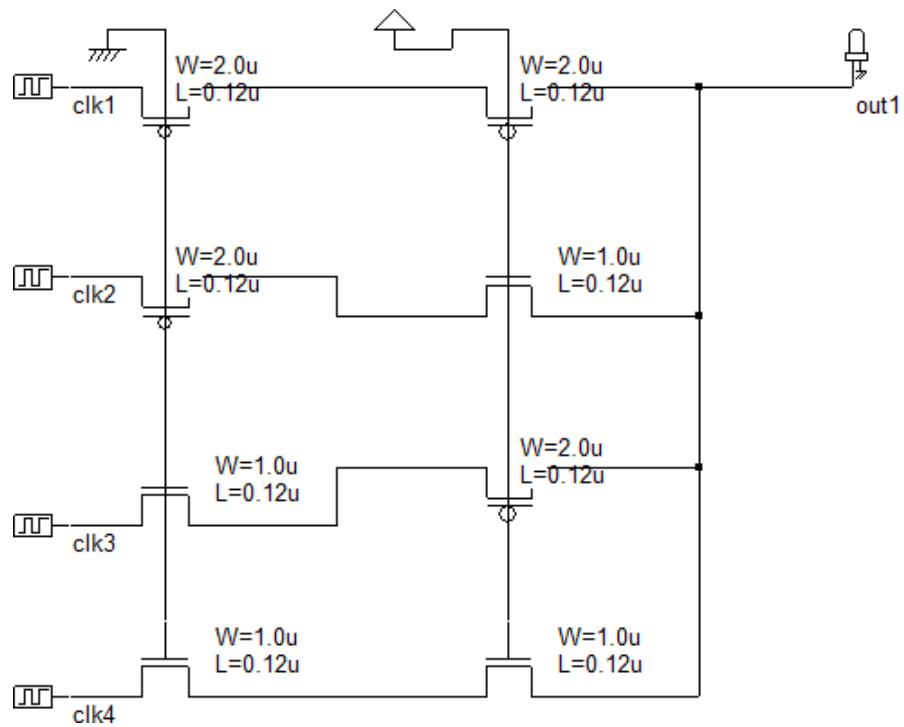 W=2.0u
L=0.12u
W=2.0u
L=0.12u
clk1
out1
W=2.0u
L=0.12u
W=1.0u
L=0.12u
clk2
W=1.0u
L=0.12u
W=2.0u
L=0.12u
clk3
W=1.0u
L=0.12u
W=1.0u
L=0.12u
clk4